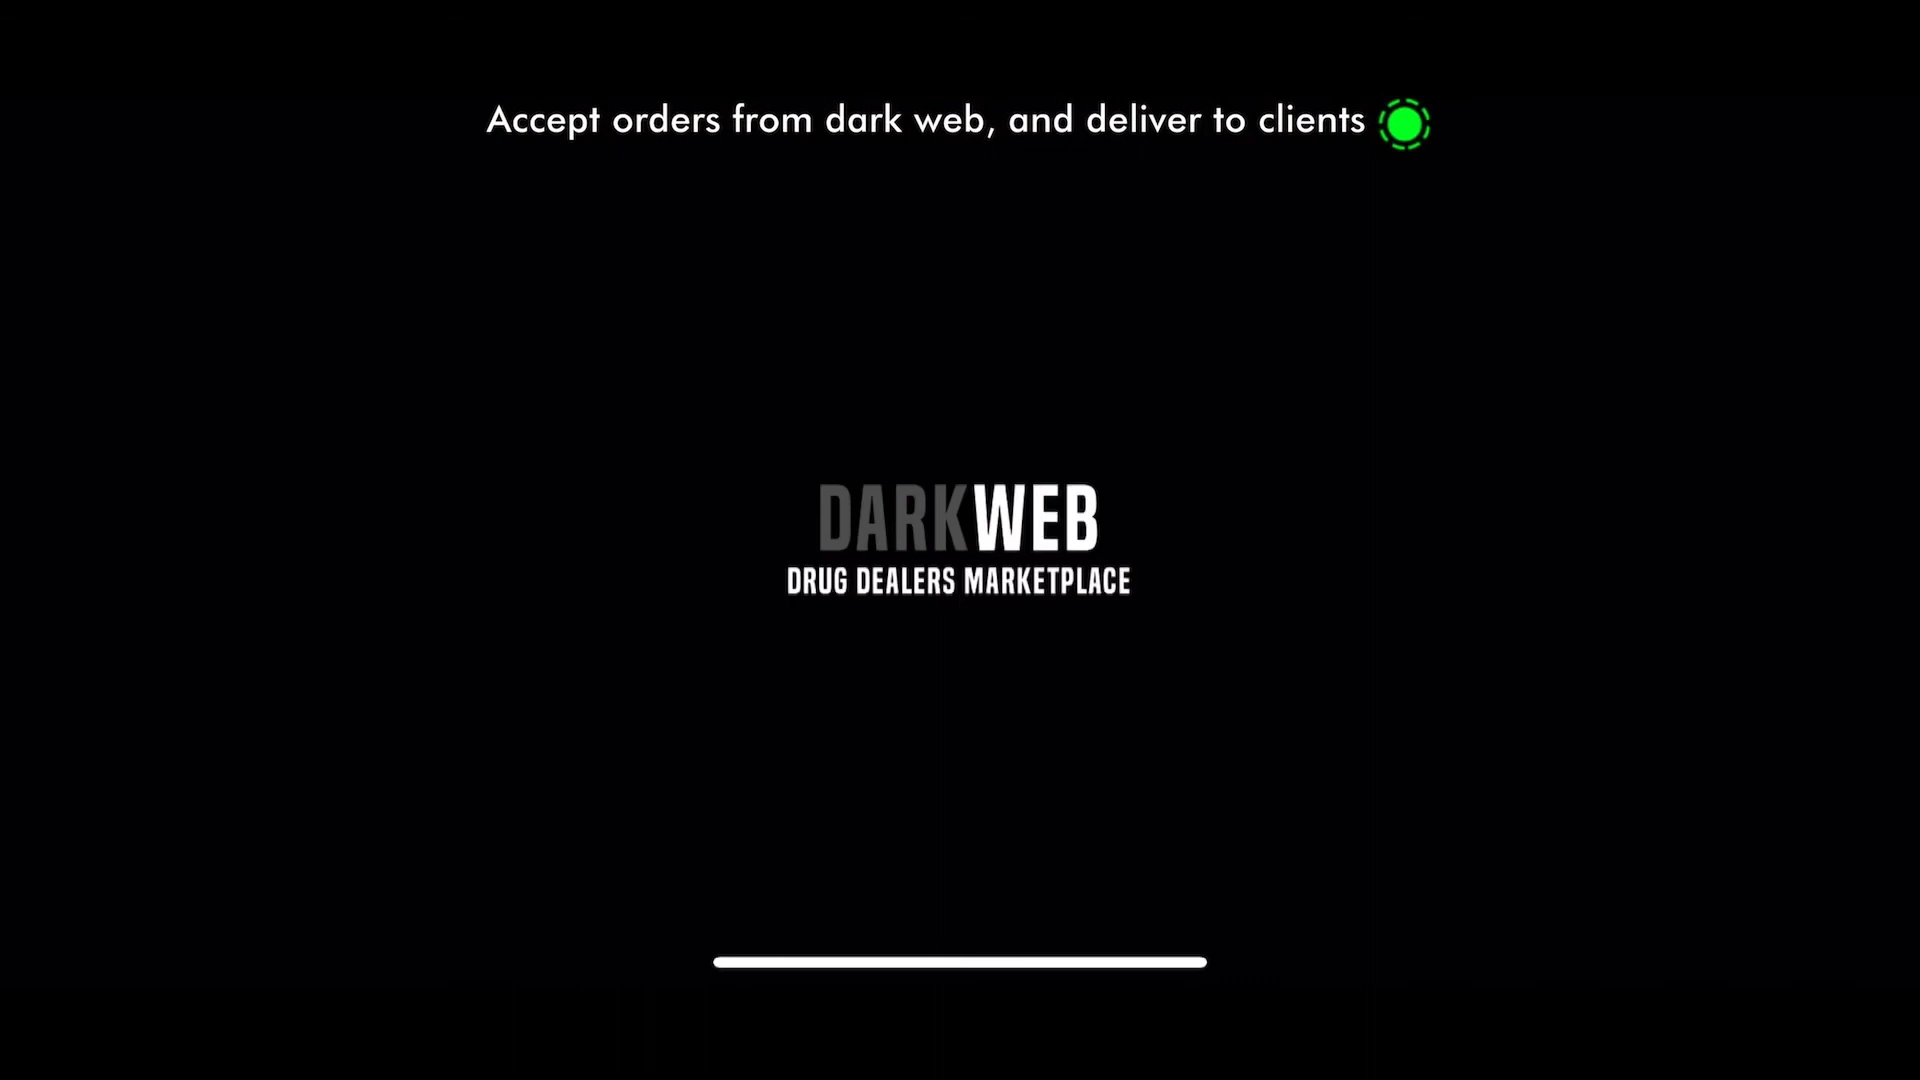 Accept orders from dark web, and deliver to clients
DARKWEB
DRUG DEALERS MARKETPLACE